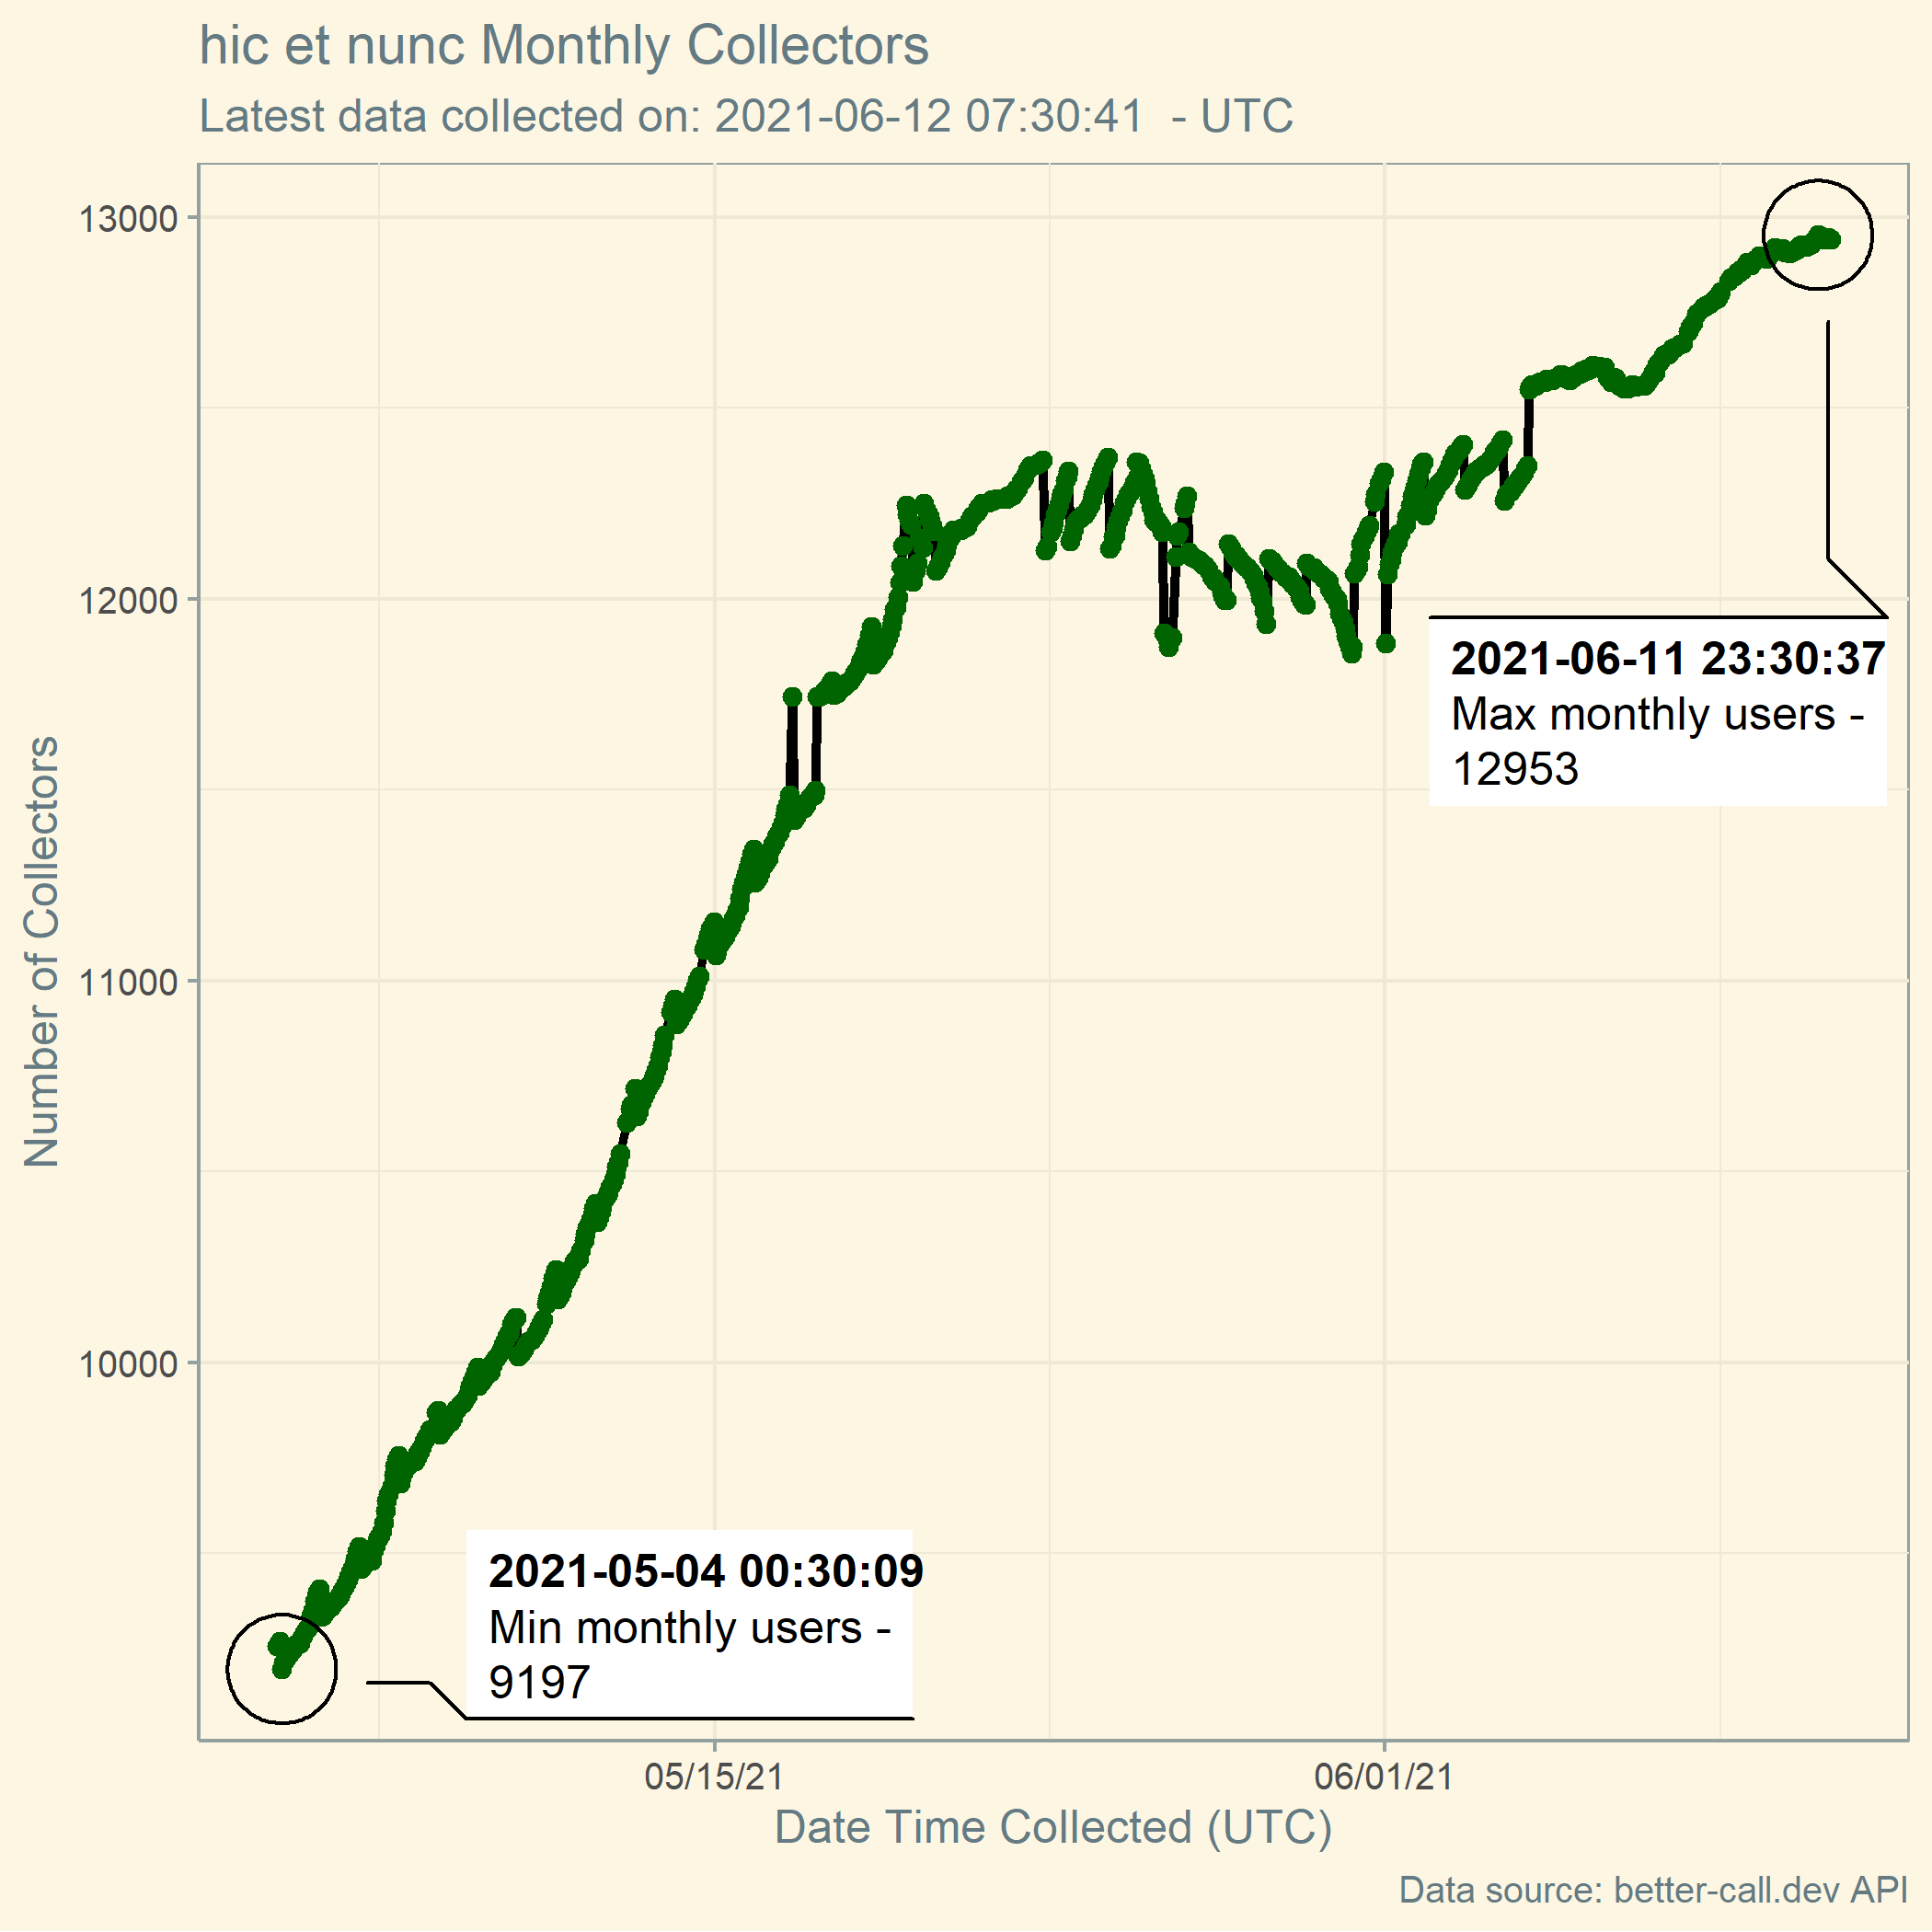 hic et nunc Monthly Collectors
Latest data collected on: 2021-06-12 07:30:41  - UTC
Number of Collectors
13000
12000
11000
10000
2021-06-11 23:30:37
Max monthly users -
12953
2021-05-04 00:30:09
Min monthly users -
9197
05/15/21
06/01/21
Date Time Collected (UTC)
Data source: better-call.dev API